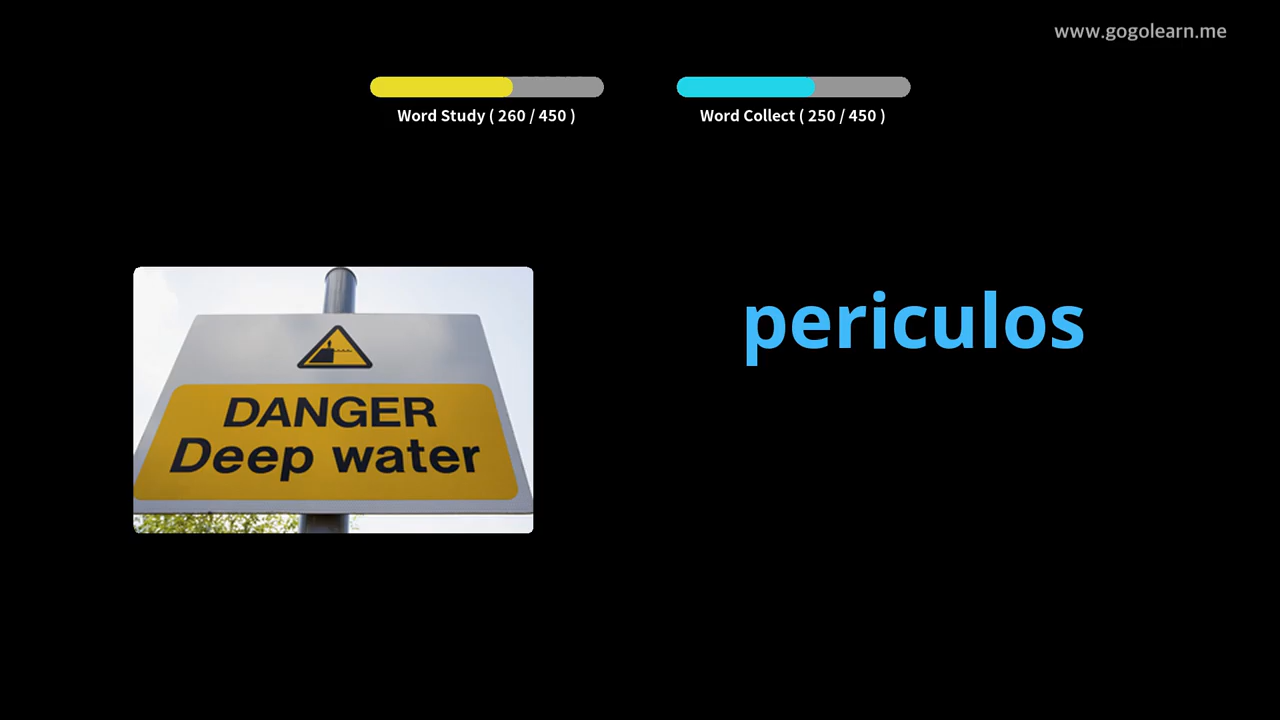 www.gogolearn.me
Word Study ( 260 / 450 )
Word Collect ( 250 / 450 )
periculos
DANGER
Deep water